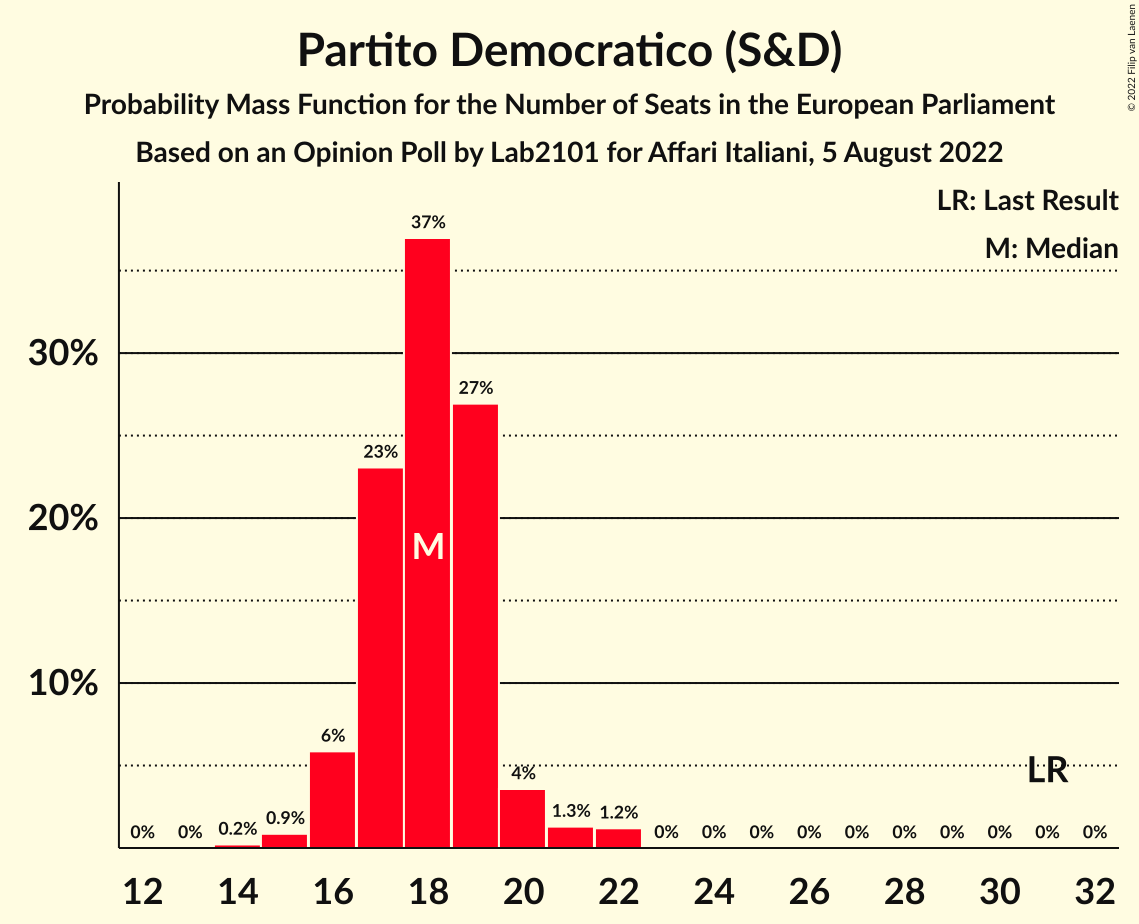 Partito Democratico (S&D)
Probability Mass Function for the Number of Seats in the European Parliament
Based on an Opinion Poll by Lab2101 for Affari Italiani, 5 August 2022
© 2022 Filip van Laenen
LR: Last Result
M: Median
30%
20%
10%
0% 0% 0.2% 0.9% 6% 23% 37% 27% 4% 1.3% 1.2% 0% 0% 0% 0% 0% 0% 0% 0% 0% 0%
M
LR
12 14 16 18 20 22 24 26 28 30 32